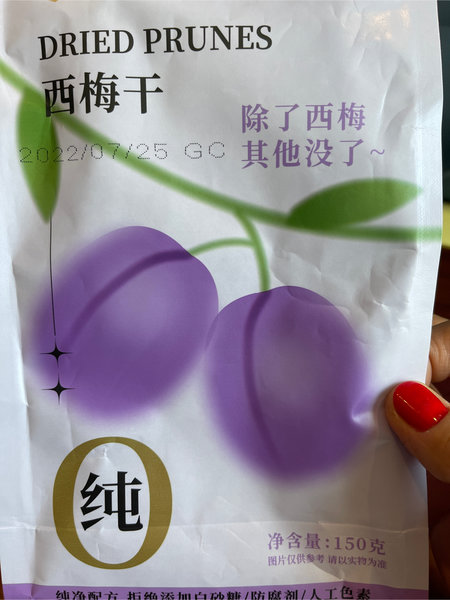 DRIED PRUNES
西梅干
除了西梅
其他没了~
2022/07/25 GC
纯
净含量:150克
图片仅供参考 请以实物为准
纯净配方 拒绝添加白砂糖/防腐剂/人工色素